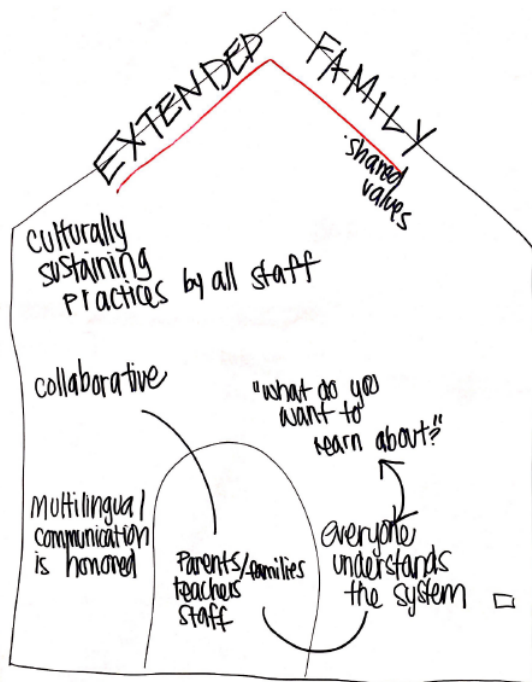 EXTENDED FAMILY
shared
values
culturally
sustaining
practices by all staff
collaborative
"what do you
want to
learn about?"
Multilingual
communication
is honored
everyone
understands
the system
Parents/families
teachers
staff